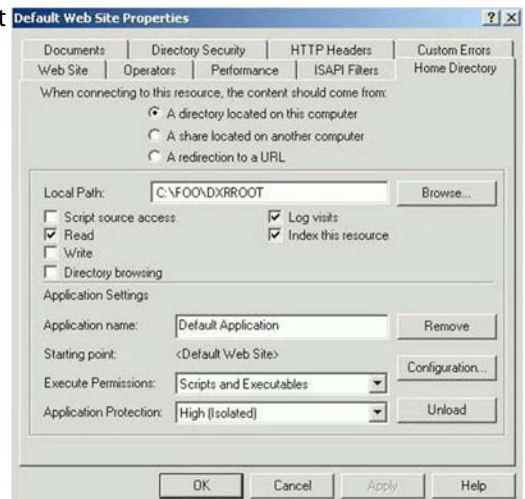 t
Default Web Site Properties
Documents Directory Security HTTP Headers Custom Errors
Web Site Operators Performance ISAPI Filters Home Directory
When connecting to this resource, the content should come from:
A directory located on this computer
A share located on another computer
A redirection to a URL
Local Path: C:\FOO\DXRROOT Browse...
Script source access Log visits
Read Index this resource
Write
Directory browsing
Application Settings
Application name: Default Application Remove
Starting point: <Default Web Site>
Configuration...
Execute Permissions: Scripts and Executables
Application Protection: High (Isolated) Unload
OK Cancel Apply Help